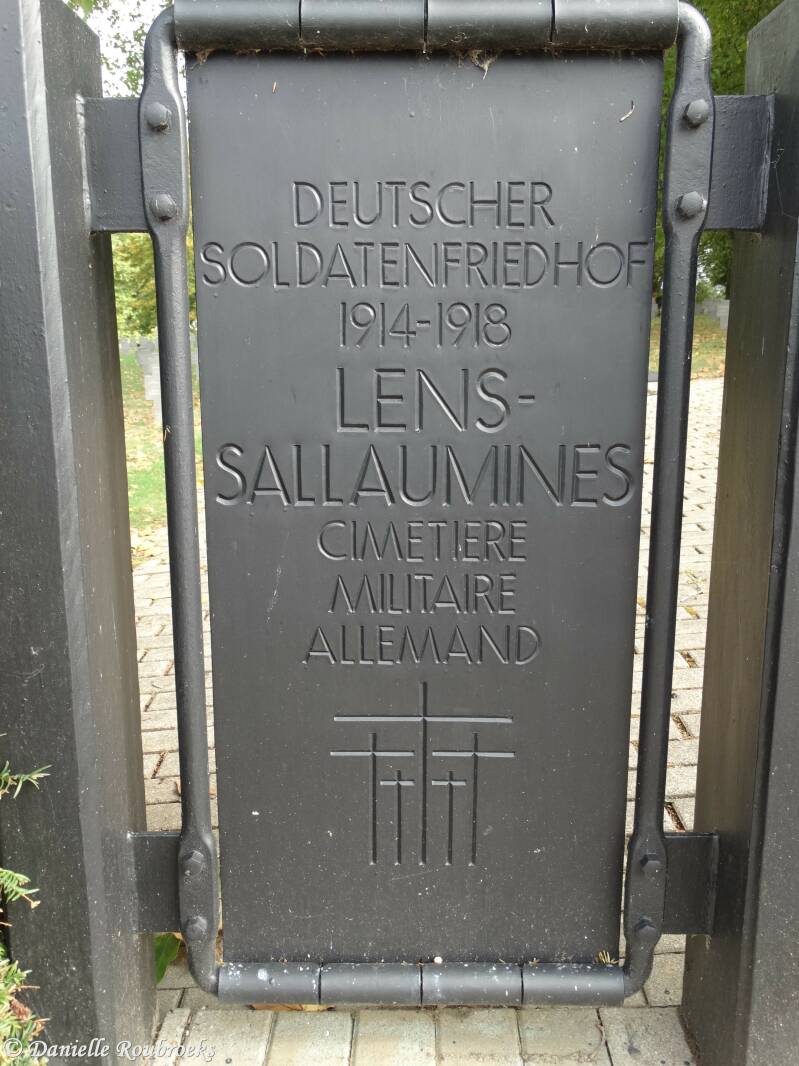 DEUTSCHER
SOLDATENFRIEDHOF
1914-1918
LENS-
SALLAUMINES
CIMETIERE
MILITAIRE
ALLEMAND
© Danielle Roubroeks